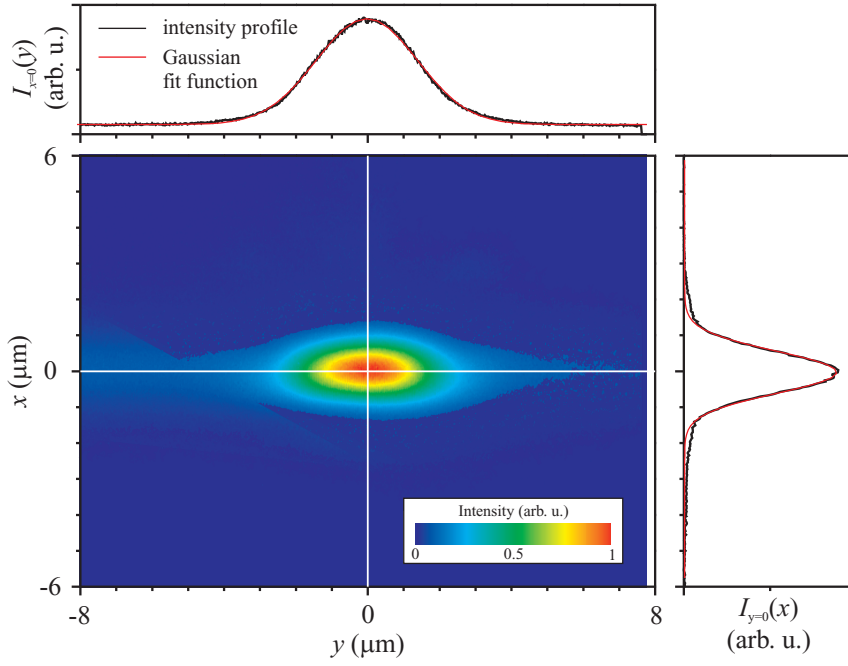 intensity profile
Gaussian
fit function
Iₓ₌₀(y)
(arb. u.)
6
0
-6
x (μm)
-8
0
8
y (μm)
Intensity (arb. u.)
0
0.5
1
I_y=0(x)
(arb. u.)